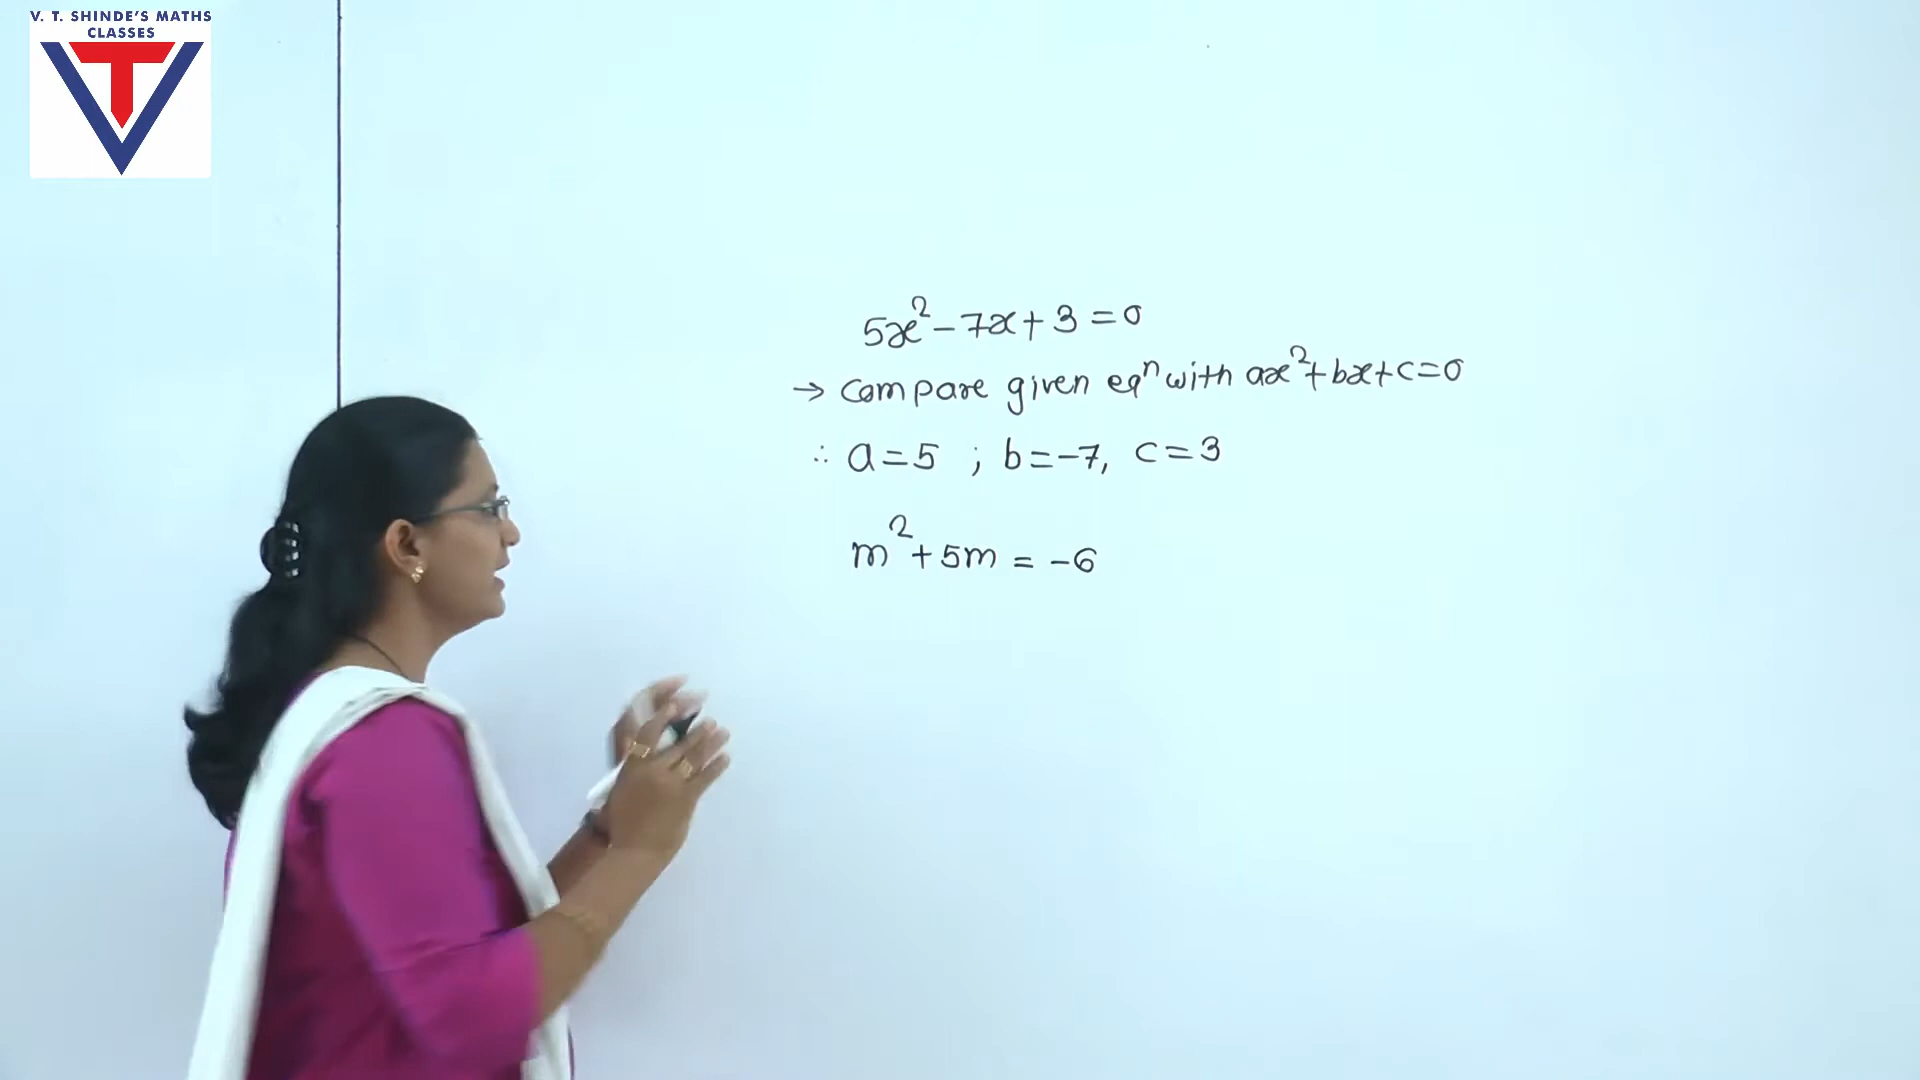 V. T. SHINDE'S MATHS
CLASSES
VT
5x² - 7x + 3 = 0
→ compare given eqⁿ with ax² + bx + c = 0
∴ a = 5 ; b = -7, c = 3
m² + 5m = -6